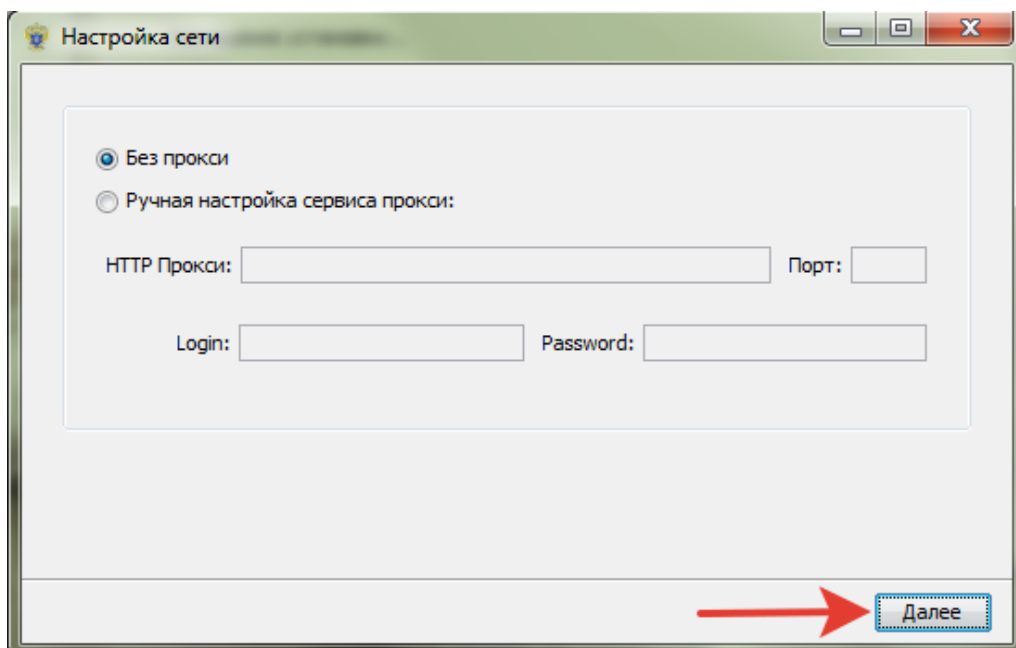 Настройка сети
Без прокси
Ручная настройка сервиса прокси:
HTTP Прокси: Порт:
Login: Password:
Далее